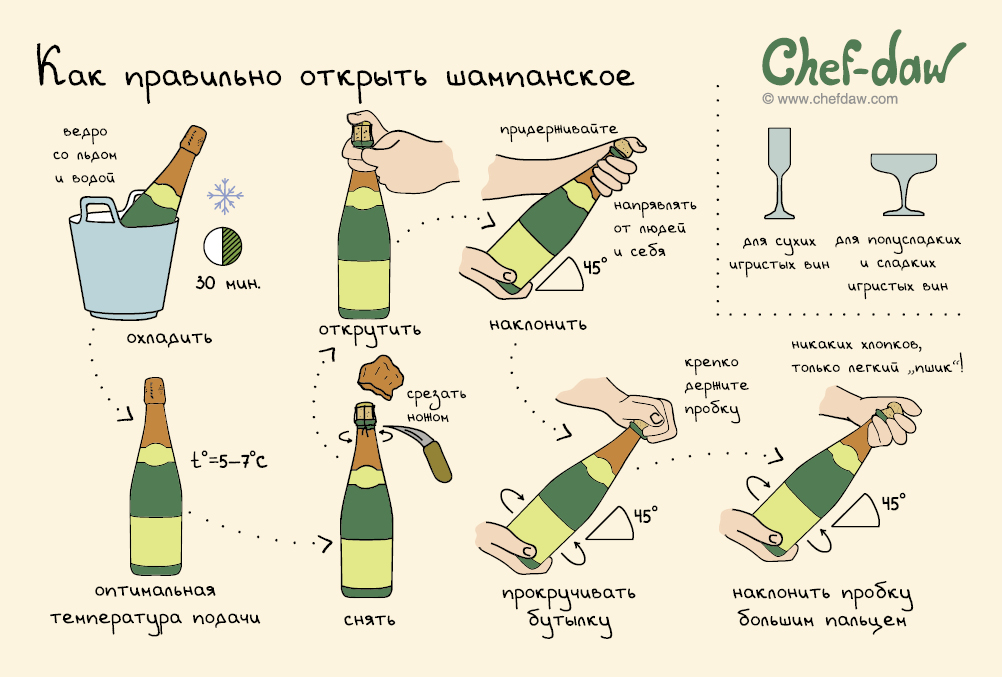 Как правильно открыть шампанское
Chef-daw
© www.chefdaw.com
ведро
со льдом
и водой
30 мин.
охладить
оптимальная
температура подачи
t°=5–7°C
срезать
ножом
снять
открутить
придерживайте
напрявлять
от людей
и себя
45°
наклонить
крепко
держите
пробку
45°
прокручивать
бутылку
никаких хлопков,
только легкий „пшик“!
45°
наклонить пробку
большим пальцем
для сухих
игристых вин
для полусладких
и сладких
игристых вин